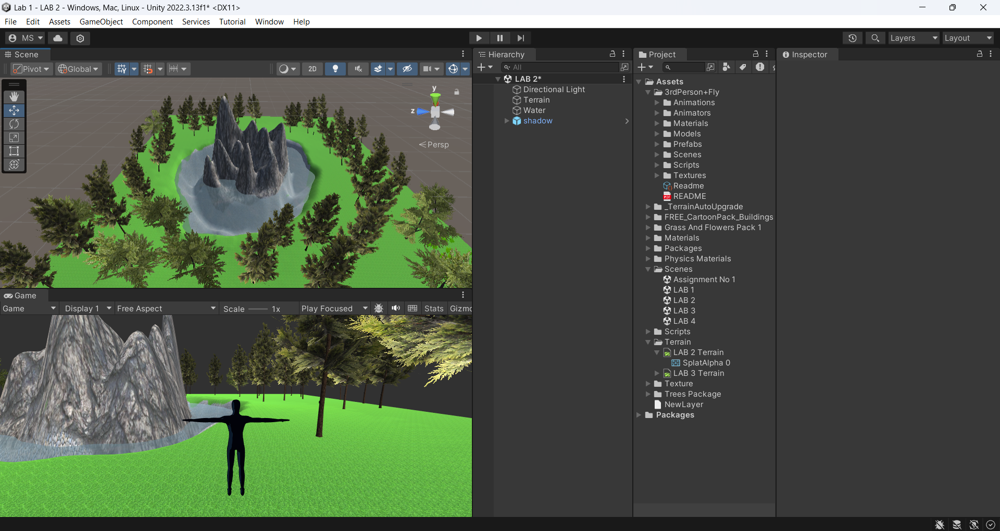 Lab 1 - LAB 2 - Windows, Mac, Linux - Unity 2022.3.13f1* <DX11>
File Edit Assets GameObject Component Services Tutorial Window Help
MS Layers Layout
Scene
Pivot Global 2D
y
z
Persp
Game
Game Display 1 Free Aspect Scale 1x Play Focused Stats Gizmo
Hierarchy
All
LAB 2*
Directional Light
Terrain
Water
shadow
Project
Assets
3rdPerson+Fly
Animations
Animators
Materials
Models
Prefabs
Scenes
Scripts
Textures
Readme
PDF README
_TerrainAutoUpgrade
FREE_CartoonPack_Buildings
Grass And Flowers Pack 1
Materials
Packages
Physics Materials
Scenes
Assignment No 1
LAB 1
LAB 2
LAB 3
LAB 4
Scripts
Terrain
LAB 2 Terrain
SplatAlpha 0
LAB 3 Terrain
Texture
Trees Package
NewLayer
Packages
Inspector